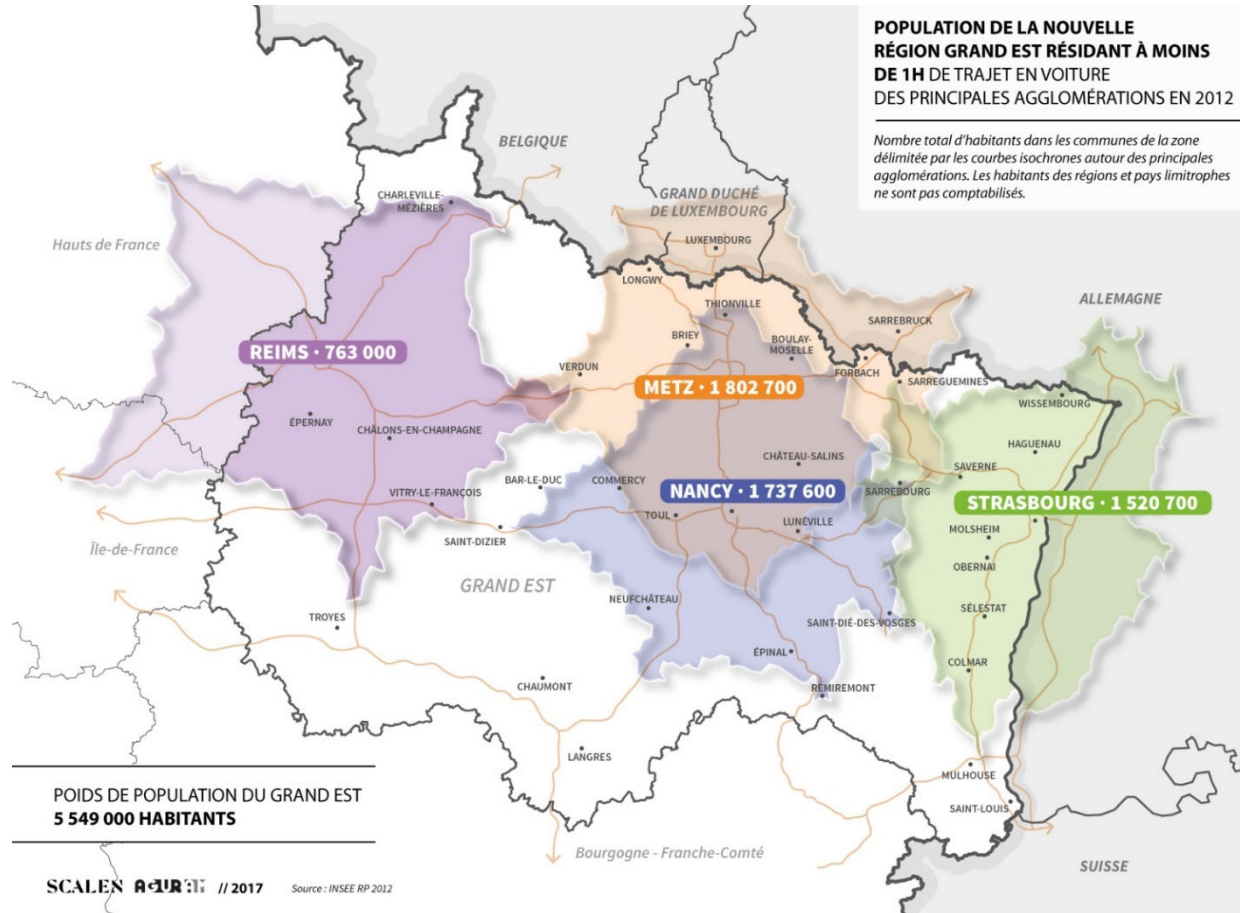 POPULATION DE LA NOUVELLE
RÉGION GRAND EST RÉSIDANT À MOINS
DE 1H DE TRAJET EN VOITURE
DES PRINCIPALES AGGLOMÉRATIONS EN 2012
Nombre total d'habitants dans les communes de la zone
délimitée par les courbes isochrones autour des principales
agglomérations. Les habitants des régions et pays limitrophes
ne sont pas comptabilisés.
BELGIQUE
GRAND DUCHÉ
DE LUXEMBOURG
CHARLEVILLE-
MÉZIÈRES
Hauts de France
LUXEMBOURG
LONGWY
ALLEMAGNE
THIONVILLE
SARREBRUCK
BRIEY
BOULAY-
MOSELLE
REIMS · 763 000
VERDUN
FORBACH
SARREGUEMINES
METZ · 1 802 700
WISSEMBOURG
ÉPERNAY
CHÂLONS-EN-CHAMPAGNE
HAGUENAU
CHÂTEAU-SALINS
SAVERNE
BAR-LE-DUC
COMMERCY
VITRY-LE-FRANÇOIS
NANCY · 1 737 600
SARREBOURG
STRASBOURG · 1 520 700
TOUL
LUNÉVILLE
MOLSHEIM
SAINT-DIZIER
Île-de-France
OBERNAI
GRAND EST
NEUFCHÂTEAU
SÉLESTAT
TROYES
SAINT-DIÉ-DES-VOSGES
ÉPINAL
COLMAR
CHAUMONT
REMIREMONT
LANGRES
MULHOUSE
SAINT-LOUIS
POIDS DE POPULATION DU GRAND EST
5 549 000 HABITANTS
Bourgogne - Franche-Comté
SUISSE
SCALEN AGURAM // 2017 Source : INSEE RP 2012